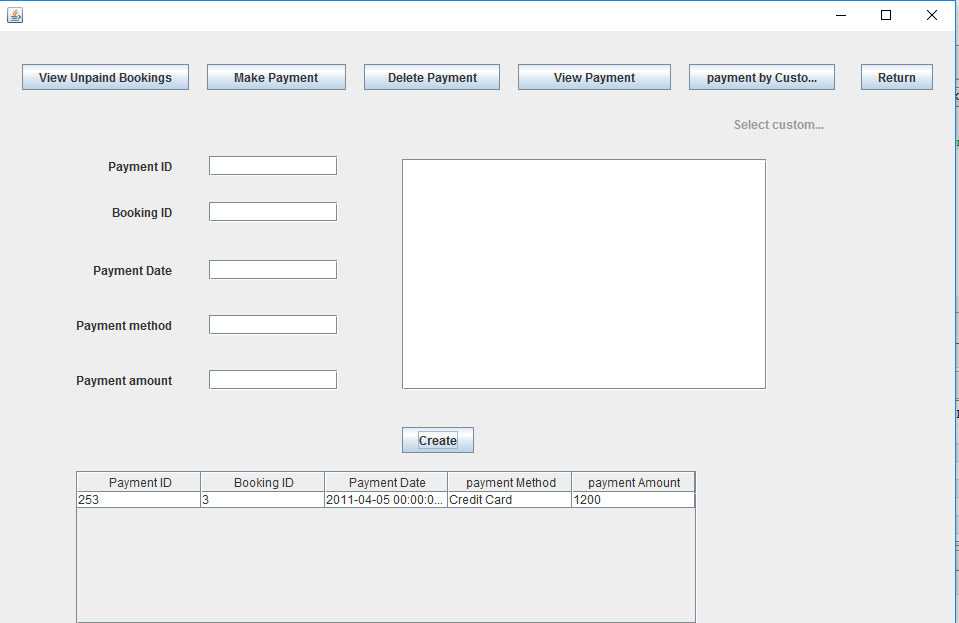 View Unpaind Bookings Make Payment Delete Payment View Payment payment by Custo... Return
Select custom...
Payment ID
Booking ID
Payment Date
Payment method
Payment amount
Create
Payment ID Booking ID Payment Date payment Method payment Amount
253 3 2011-04-05 00:00:0... Credit Card 1200